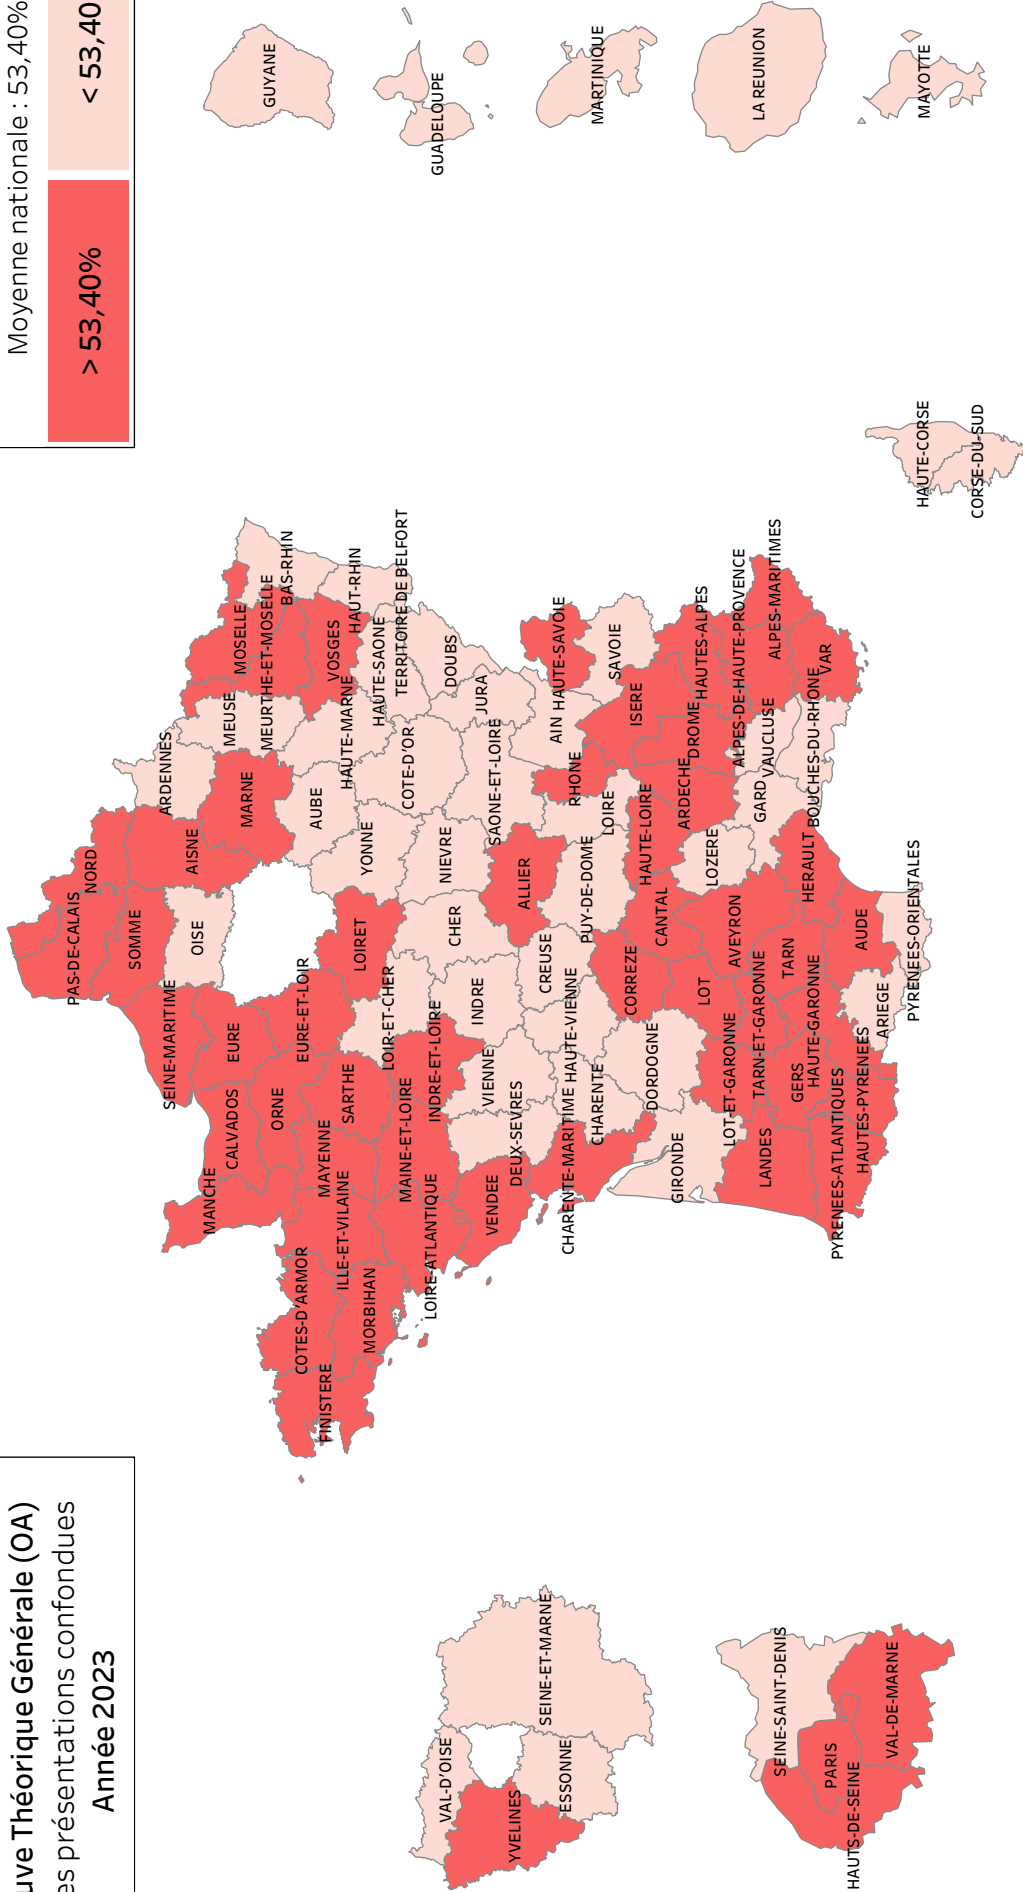 uve Théorique Générale (OA)
es présentations confondues
Année 2023
Moyenne nationale : 53,40%
> 53,40%
< 53,40
PAS-DE-CALAIS
NORD
SOMME
AISNE
OISE
ARDENNES
SEINE-MARITIME
EURE
CALVADOS
MANCHE
ORNE
EURE-ET-LOIR
MARNE
MEUSE
MOSELLE
MEURTHE-ET-MOSELLE
BAS-RHIN
VOSGES
HAUT-RHIN
AUBE
HAUTE-MARNE
HAUTE-SAONE
TERRITOIRE DE BELFORT
FINISTERE
COTES-D'ARMOR
MORBIHAN
ILLE-ET-VILAINE
MAYENNE
SARTHE
LOIRET
LOIR-ET-CHER
YONNE
COTE-D'OR
DOUBS
JURA
LOIRE-ATLANTIQUE
MAINE-ET-LOIRE
INDRE-ET-LOIRE
CHER
NIEVRE
SAONE-ET-LOIRE
INDRE
VENDEE
DEUX-SEVRES
VIENNE
ALLIER
CREUSE
HAUTE-VIENNE
CHARENTE-MARITIME
CHARENTE
PUY-DE-DOME
LOIRE
RHONE
AIN
HAUTE-SAVOIE
SAVOIE
ISERE
CORREZE
DORDOGNE
GIRONDE
CANTAL
HAUTE-LOIRE
ARDECHE
DROME
HAUTES-ALPES
LOT
AVEYRON
LOZERE
LOT-ET-GARONNE
TARN-ET-GARONNE
TARN
GARD
VAUCLUSE
ALPES-DE-HAUTE-PROVENCE
ALPES-MARITIMES
LANDES
GERS
HAUTE-GARONNE
HERAULT
BOUCHES-DU-RHONE
VAR
PYRENEES-ATLANTIQUES
HAUTES-PYRENEES
ARIEGE
AUDE
PYRENEES-ORIENTALES
HAUTE-CORSE
CORSE-DU-SUD
GUYANE
GUADELOUPE
MARTINIQUE
LA REUNION
MAYOTTE
VAL-D'OISE
YVELINES
ESSONNE
SEINE-ET-MARNE
SEINE-SAINT-DENIS
PARIS
HAUTS-DE-SEINE
VAL-DE-MARNE